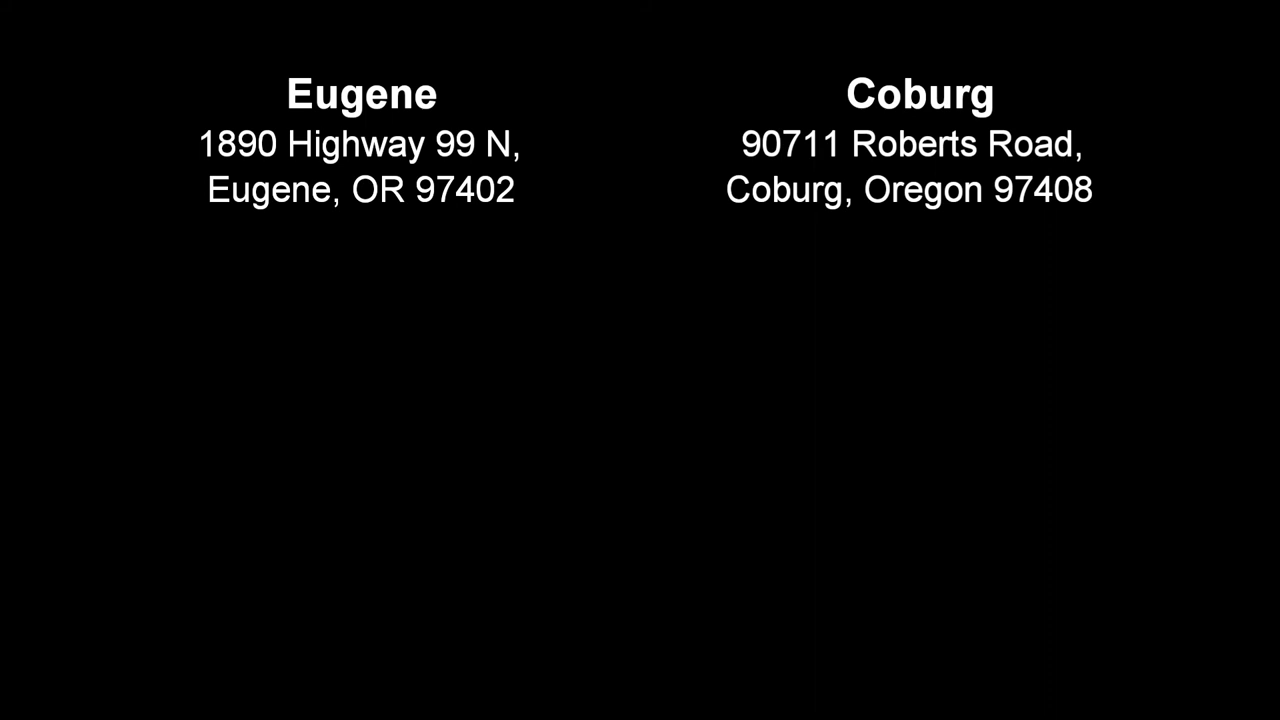 Eugene
1890 Highway 99 N,
Eugene, OR 97402
Coburg
90711 Roberts Road,
Coburg, Oregon 97408